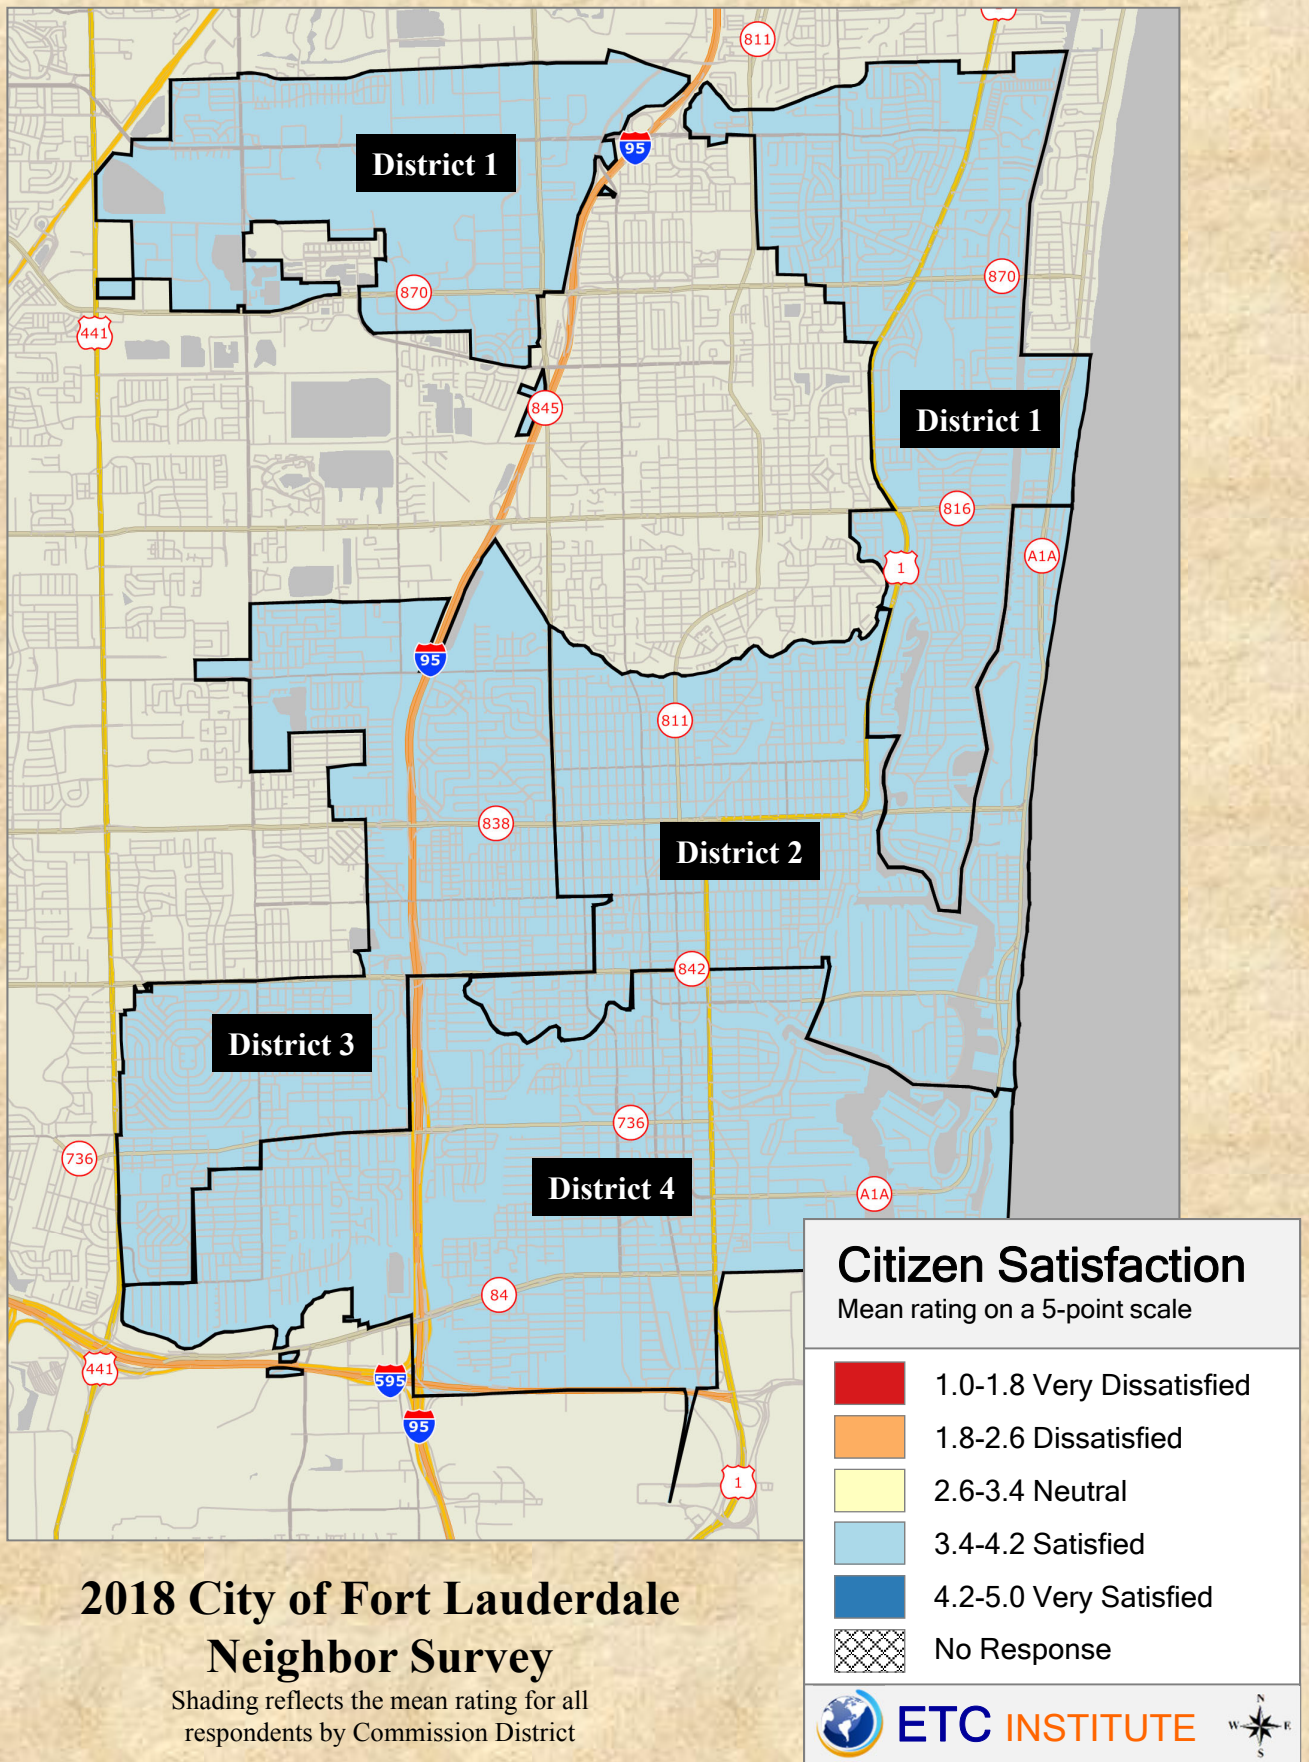 811
95
District 1
870
870
441
845
District 1
816
A1A
1
95
811
838
District 2
842
District 3
736
736
District 4
A1A
84
441
595
95
1
Citizen Satisfaction
Mean rating on a 5-point scale
1.0-1.8 Very Dissatisfied
1.8-2.6 Dissatisfied
2.6-3.4 Neutral
3.4-4.2 Satisfied
4.2-5.0 Very Satisfied
No Response
2018 City of Fort Lauderdale
Neighbor Survey
Shading reflects the mean rating for all
respondents by Commission District
ETC INSTITUTE
N
W E
S